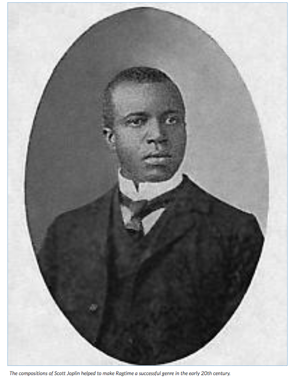 The compositions of Scott Joplin helped to make Ragtime a successful genre in the early 20th century.